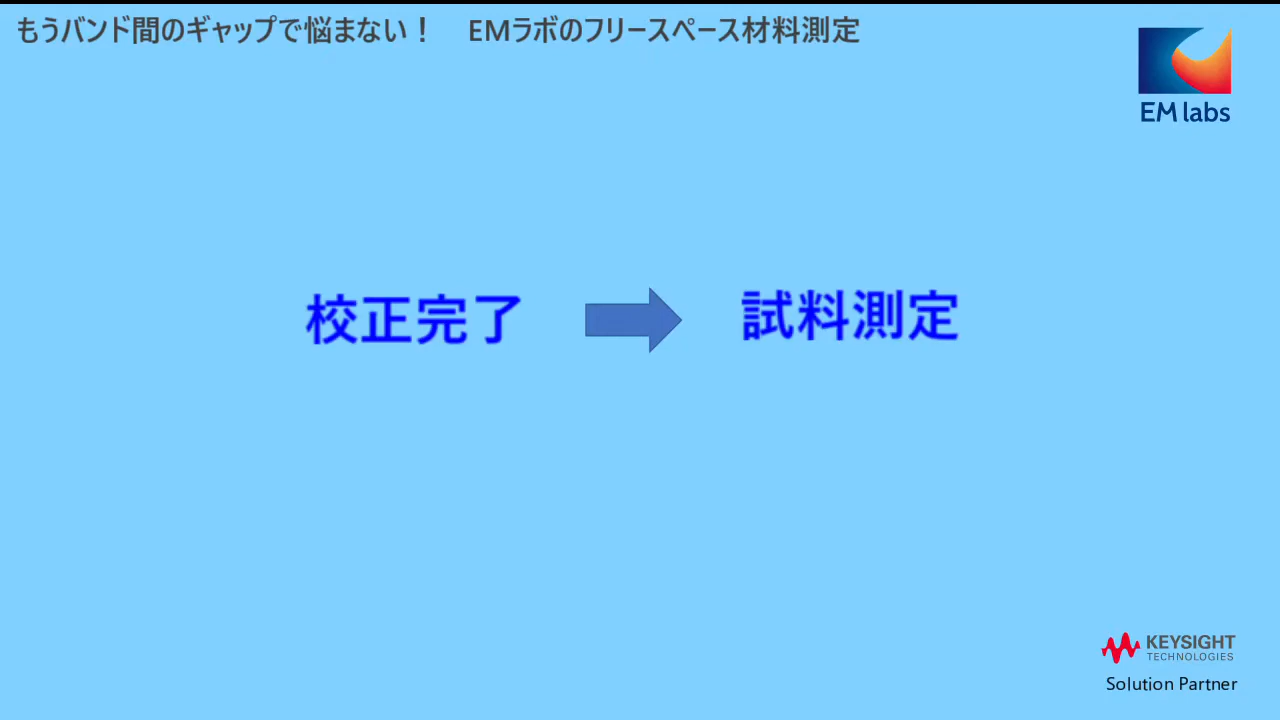 もうバンド間のギャップで悩まない！　EMラボのフリースペース材料測定
EM labs
校正完了 試料測定
KEYSIGHT
TECHNOLOGIES
Solution Partner